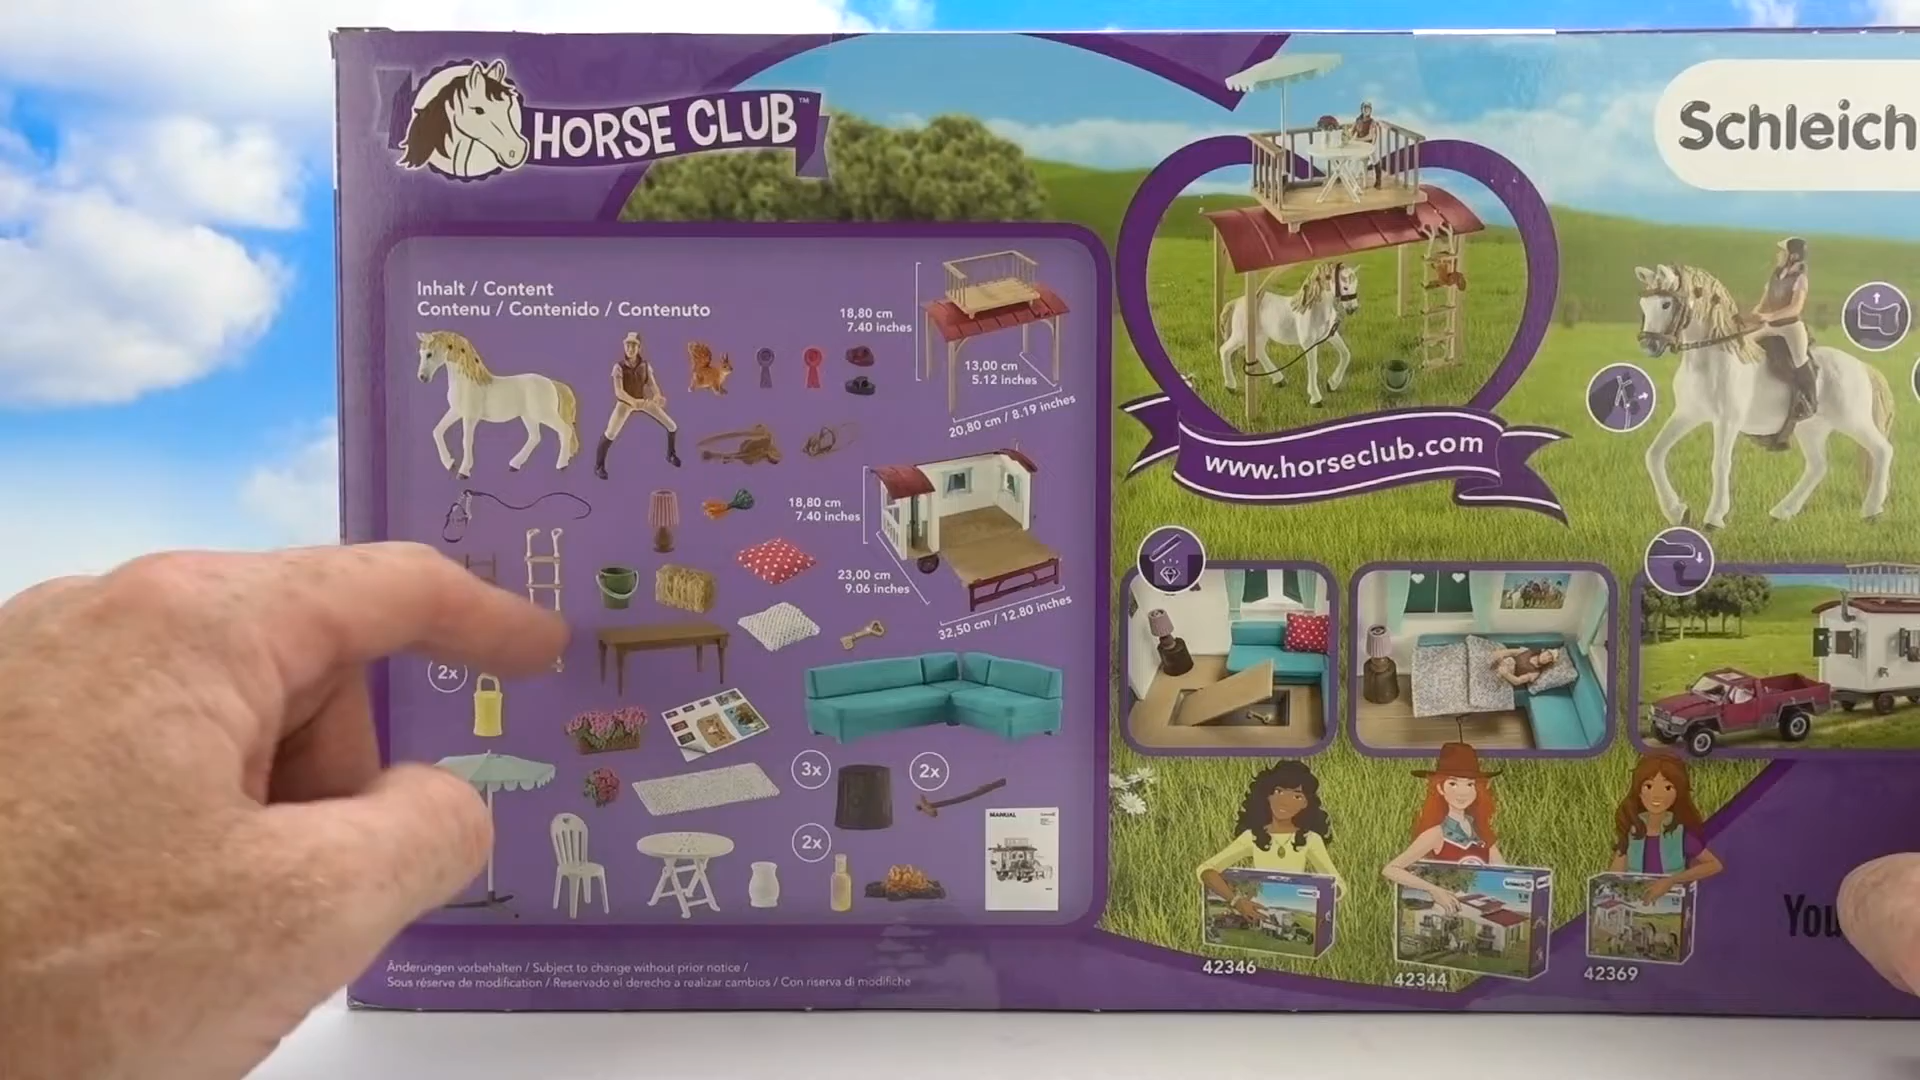 HORSE CLUB™
Schleich
Inhalt / Content
Contenu / Contenido / Contenuto
18,80 cm
7.40 inches
13,00 cm
5.12 inches
20,80 cm / 8.19 inches
www.horseclub.com
18,80 cm
7.40 inches
23,00 cm
9.06 inches
32,50 cm / 12.80 inches
2x
3x
2x
2x
MANUAL
42346
42344
42369
You
Änderungen vorbehalten / Subject to change without prior notice /
Sous réserve de modification / Reservado el derecho a realizar cambios / Con riserva di modifiche